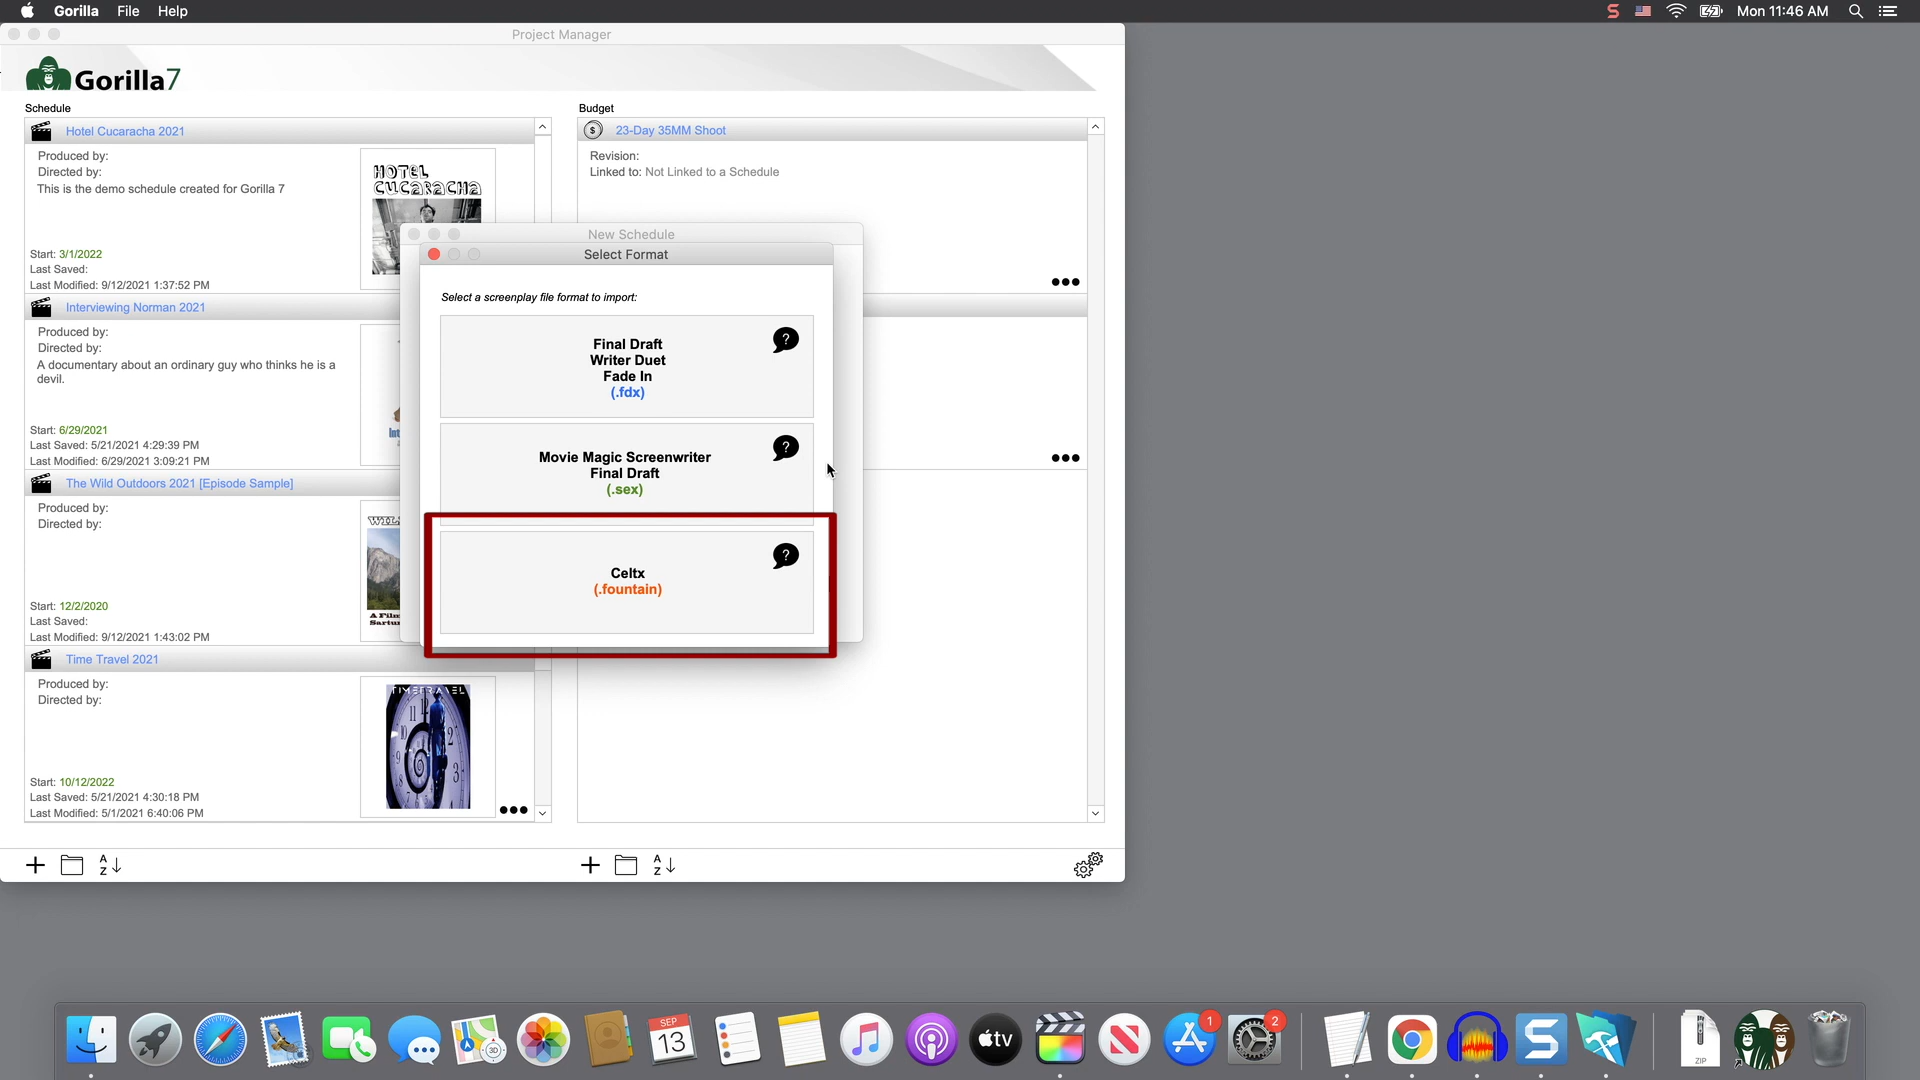 Gorilla File Help
Mon 11:46 AM
Project Manager
Gorilla7
Schedule
Hotel Cucaracha 2021
Produced by:
Directed by:
This is the demo schedule created for Gorilla 7
HOTEL
CUCARACHA
Start: 3/1/2022
Last Saved:
Last Modified: 9/12/2021 1:37:52 PM
Interviewing Norman 2021
Produced by:
Directed by:
A documentary about an ordinary guy who thinks he is a
devil.
Start: 6/29/2021
Last Saved: 5/21/2021 4:29:39 PM
Last Modified: 6/29/2021 3:09:21 PM
The Wild Outdoors 2021 [Episode Sample]
Produced by:
Directed by:
Start: 12/2/2020
Last Saved:
Last Modified: 9/12/2021 1:43:02 PM
Time Travel 2021
Produced by:
Directed by:
TIMETRAVEL
Start: 10/12/2022
Last Saved: 5/21/2021 4:30:18 PM
Last Modified: 5/1/2021 6:40:06 PM
Budget
23-Day 35MM Shoot
Revision:
Linked to: Not Linked to a Schedule
New Schedule
Select Format
Select a screenplay file format to import:
Final Draft
Writer Duet
Fade In
(.fdx)
?
Movie Magic Screenwriter
Final Draft
(.sex)
?
Celtx
(.fountain)
?
A
Z
A
Z
SEP
13
3D
tv
1
2
S
ZIP